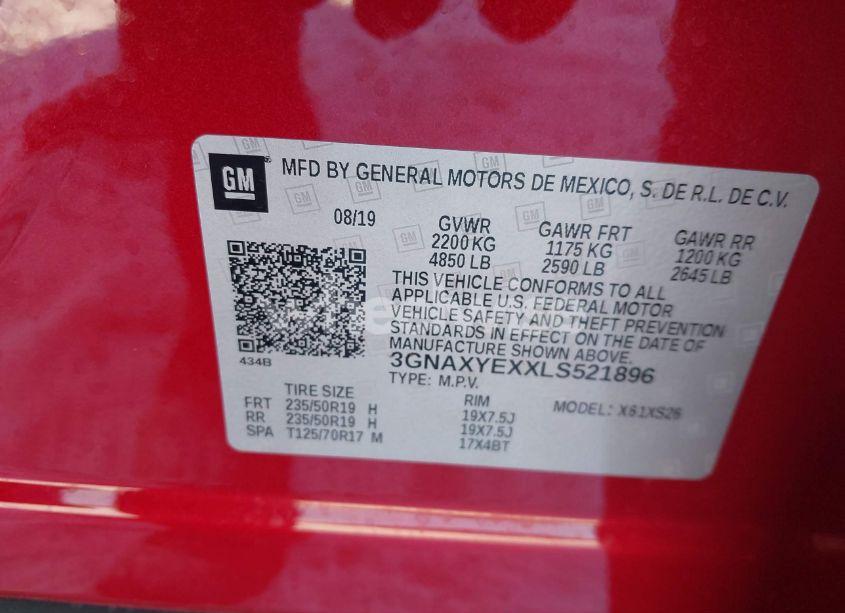 GM MFD BY GENERAL MOTORS DE MEXICO, S. DE R.L. DE C.V.
08/19 GVWR GAWR FRT GAWR RR
2200 KG 1175 KG 1200 KG
4850 LB 2590 LB 2645 LB
THIS VEHICLE CONFORMS TO ALL
APPLICABLE U.S. FEDERAL MOTOR
VEHICLE SAFETY AND THEFT PREVENTION
STANDARDS IN EFFECT ON THE DATE OF
MANUFACTURE SHOWN ABOVE.
434B
3GNAXYEXXLS521896
TYPE: M.P.V.
MODEL: X61XS26
TIRE SIZE RIM
FRT 235/50R19 H 19X7.5J
RR 235/50R19 H 19X7.5J
SPA T125/70R17 M 17X4BT